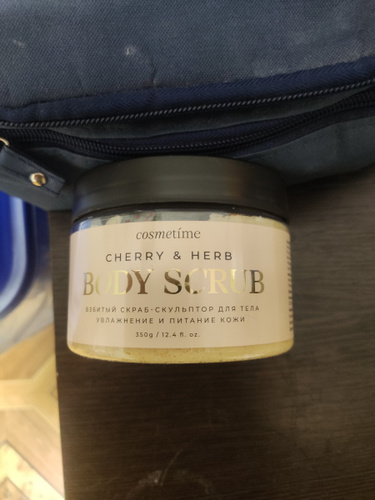 cosmetime
CHERRY & HERB
BODY SCRUB
ВЗБИТЫЙ СКРАБ-СКУЛЬПТОР ДЛЯ ТЕЛА
УВЛАЖНЕНИЕ И ПИТАНИЕ КОЖИ
350g / 12.4 fl. oz.